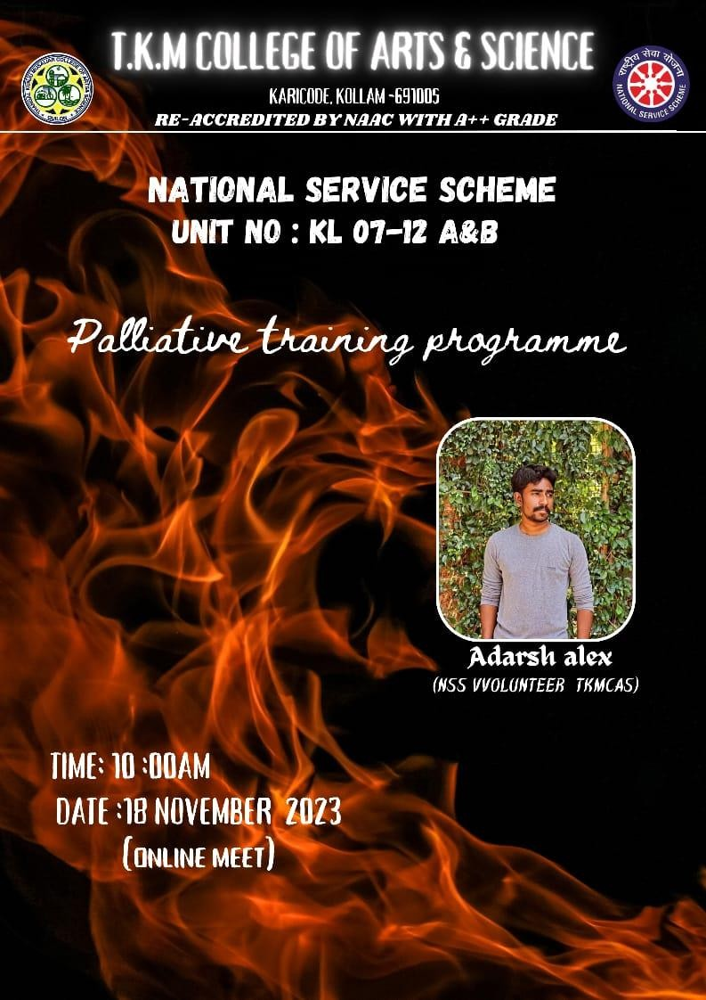 T.K.M COLLEGE OF ARTS & SCIENCE
KARICODE, KOLLAM -691005
RE-ACCREDITED BY NAAC WITH A++ GRADE
QUILON
राष्ट्रीय सेवा योजना
NATIONAL SERVICE SCHEME
NATIONAL SERVICE SCHEME
UNIT NO : KL 07-12 A&B
Palliative training programme
Adarsh alex
(NSS VVOLUNTEER TKMCAS)
TIME: 10 :00AM
DATE :18 NOVEMBER 2023
(ONLINE MEET)